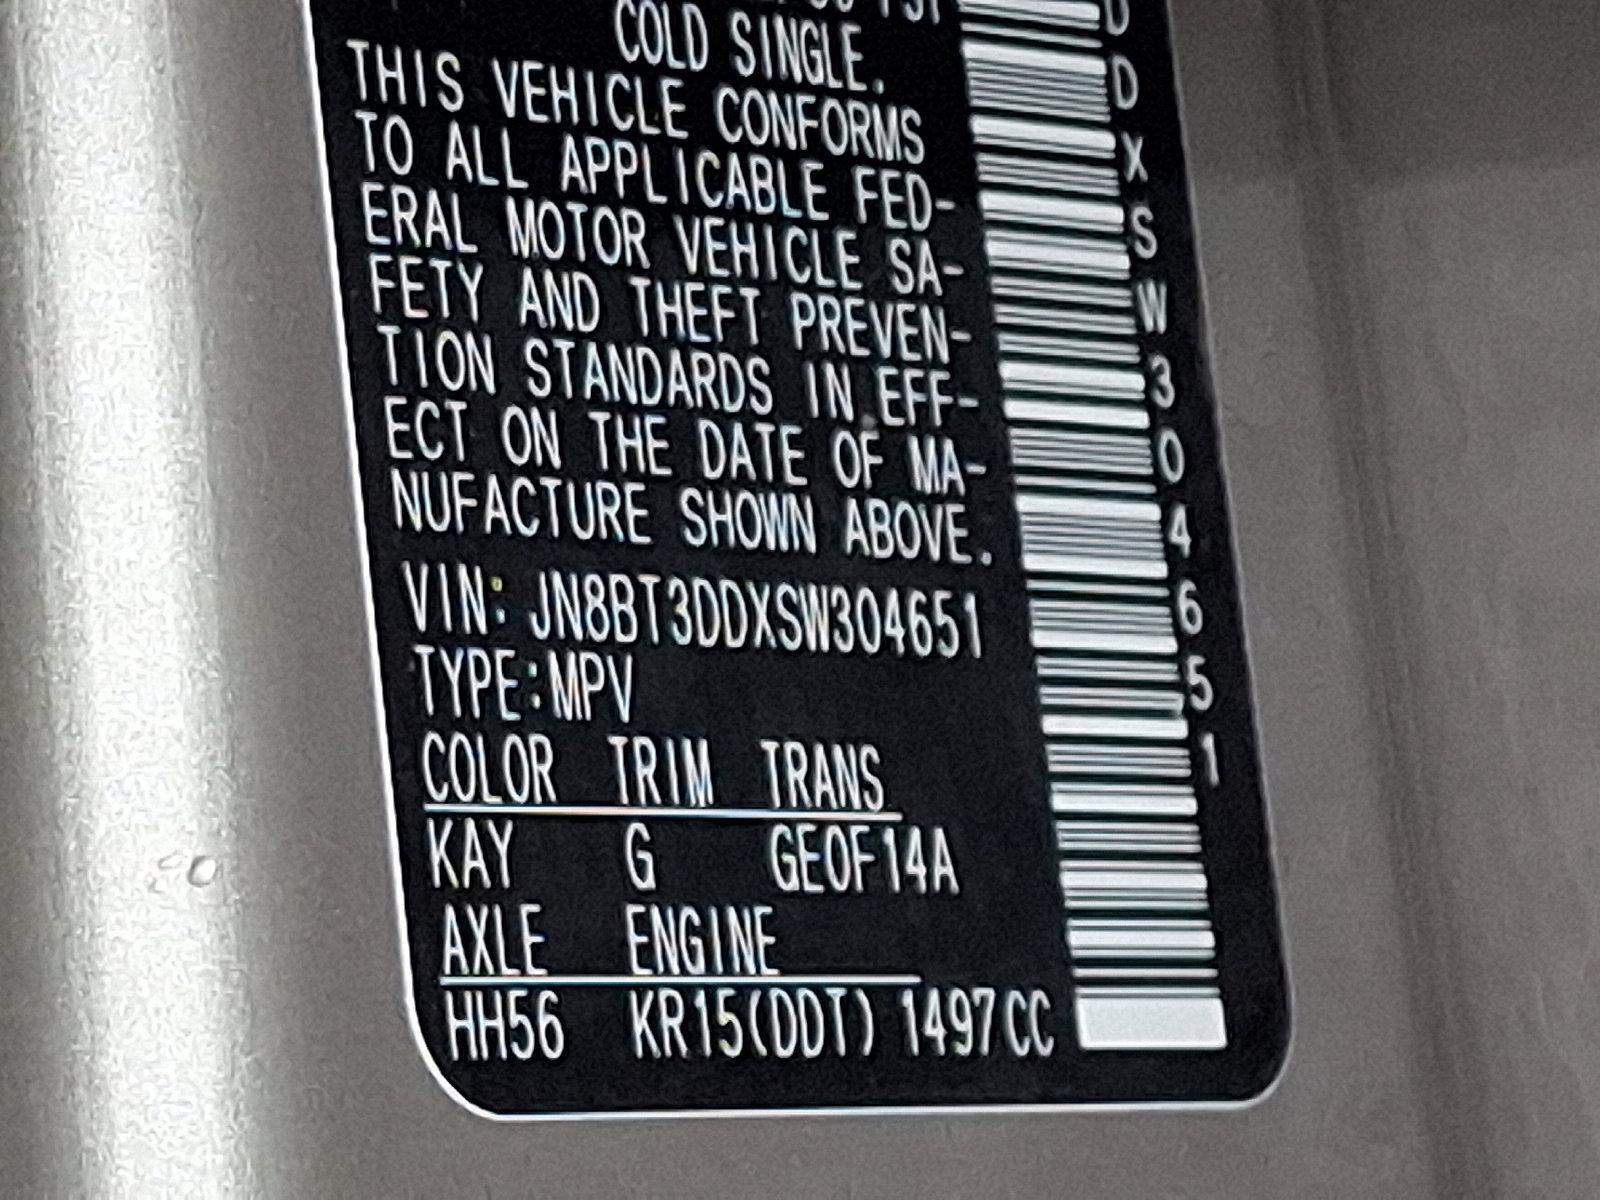 COLD SINGLE.
THIS VEHICLE CONFORMS
TO ALL APPLICABLE FED-
ERAL MOTOR VEHICLE SA-
FETY AND THEFT PREVEN-
TION STANDARDS IN EFF-
ECT ON THE DATE OF MA-
NUFACTURE SHOWN ABOVE.
VIN: JN8BT3DDXSW304651
TYPE:MPV
COLOR TRIM TRANS
KAY G GE0F14A
AXLE ENGINE
HH56 KR15(DDT) 1497CC
D
D
X
S
W
3
0
4
6
5
1